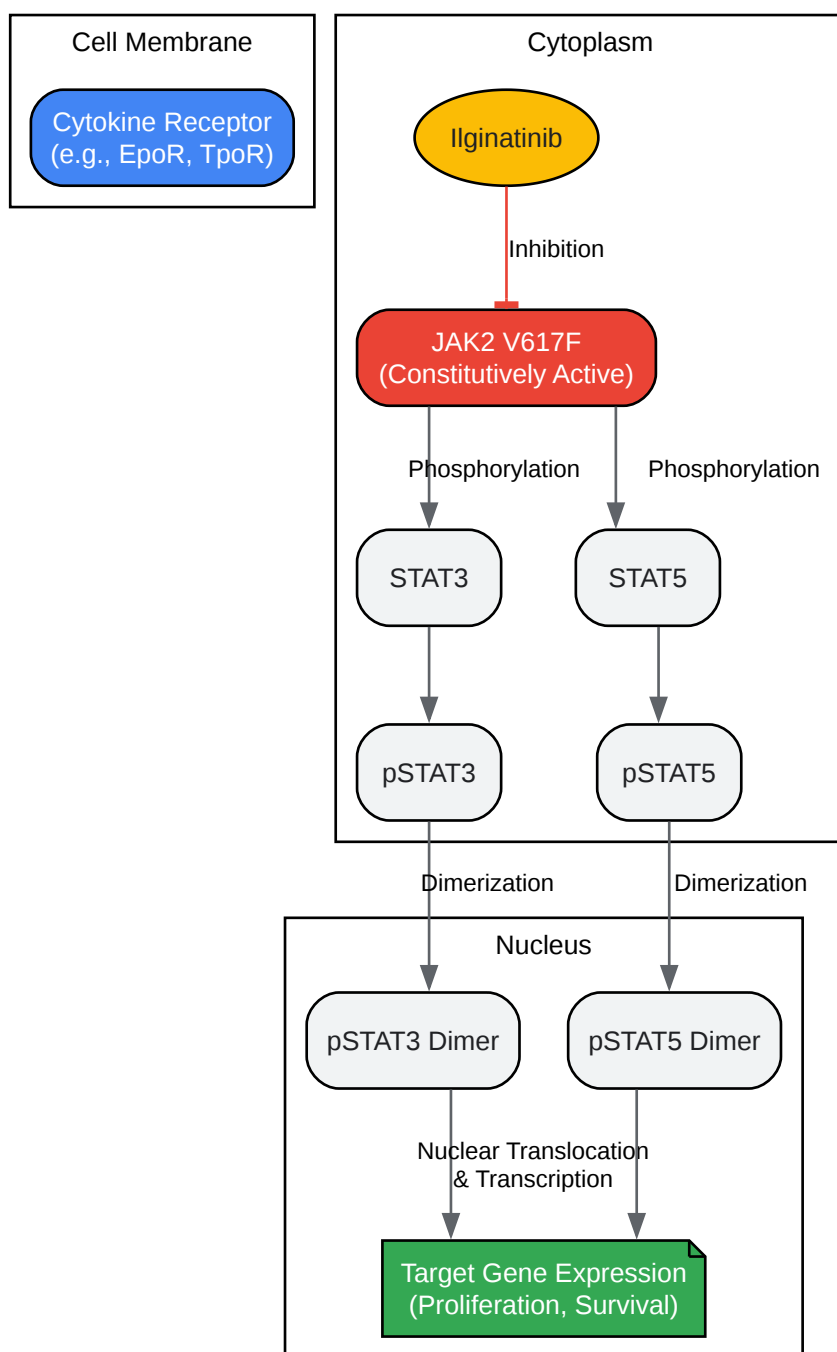 Cell Membrane
Cytokine Receptor
(e.g., EpoR, TpoR)
Cytoplasm
Ilginatinib
Inhibition
JAK2 V617F
(Constitutively Active)
Phosphorylation
Phosphorylation
STAT3
STAT5
pSTAT3
pSTAT5
Dimerization
Dimerization
Nucleus
pSTAT3 Dimer
pSTAT5 Dimer
Nuclear Translocation
& Transcription
Target Gene Expression
(Proliferation, Survival)